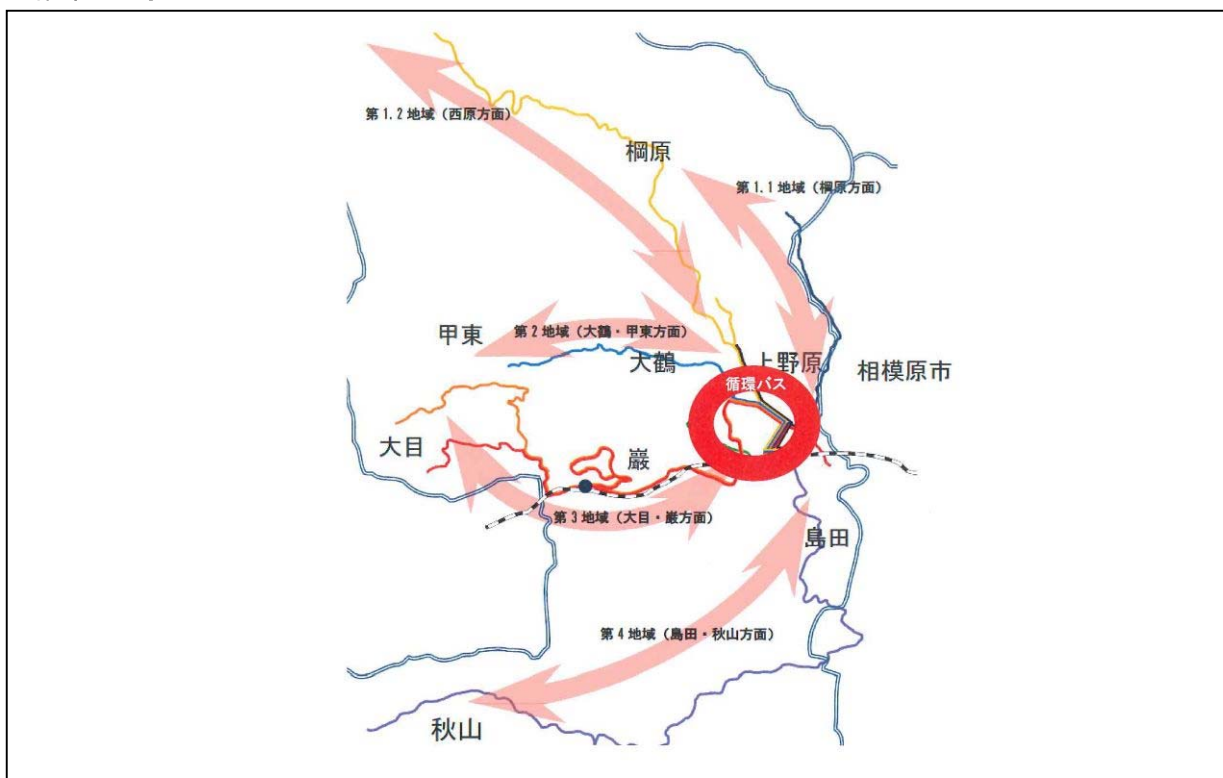 第1.2地域（西原方面）
棡原
第1.1地域（棡原方面）
甲東
第2地域（大鶴・甲東方面）
大鶴
上野原
相模原市
循環バス
大目
巌
第3地域（大目・巌方面）
島田
第4地域（島田・秋山方面）
秋山